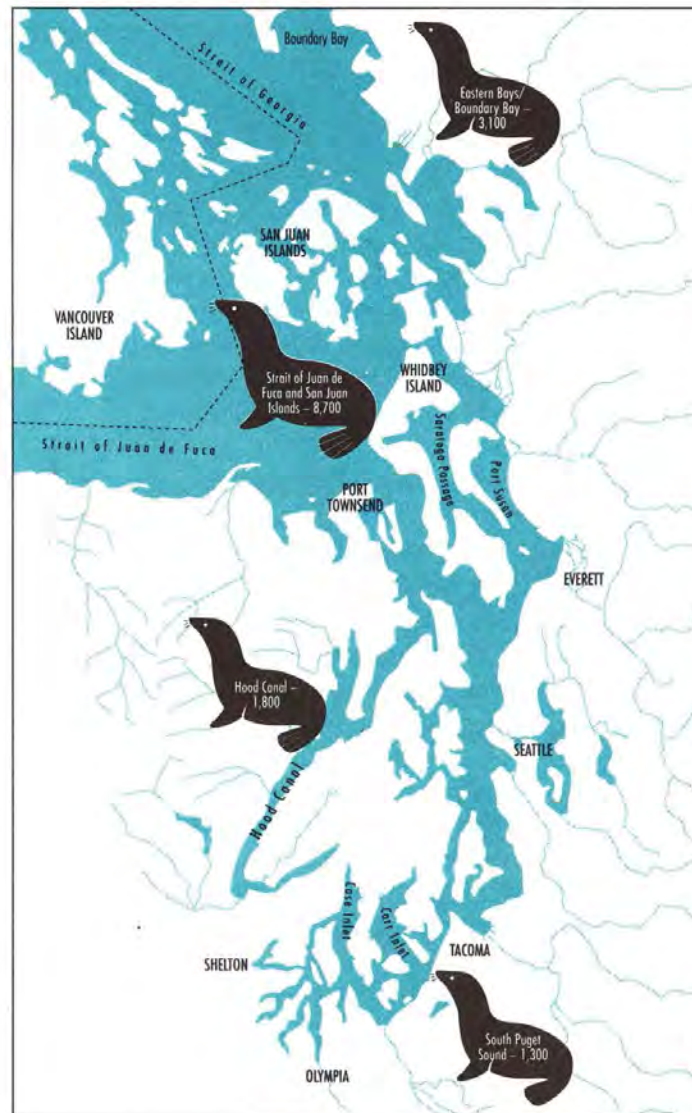 Boundary Bay
Strait of Georgia
Eastern Bays/
Boundary Bay –
3,100
SAN JUAN
ISLANDS
VANCOUVER
ISLAND
Strait of Juan de
Fuca and San Juan
Islands – 8,700
WHIDBEY
ISLAND
Strait of Juan de Fuca
Saratoga Passage
Port Susan
PORT
TOWNSEND
EVERETT
Hood Canal –
1,800
SEATTLE
Hood Canal
Case Inlet
Carr Inlet
TACOMA
SHELTON
South Puget
Sound – 1,300
OLYMPIA